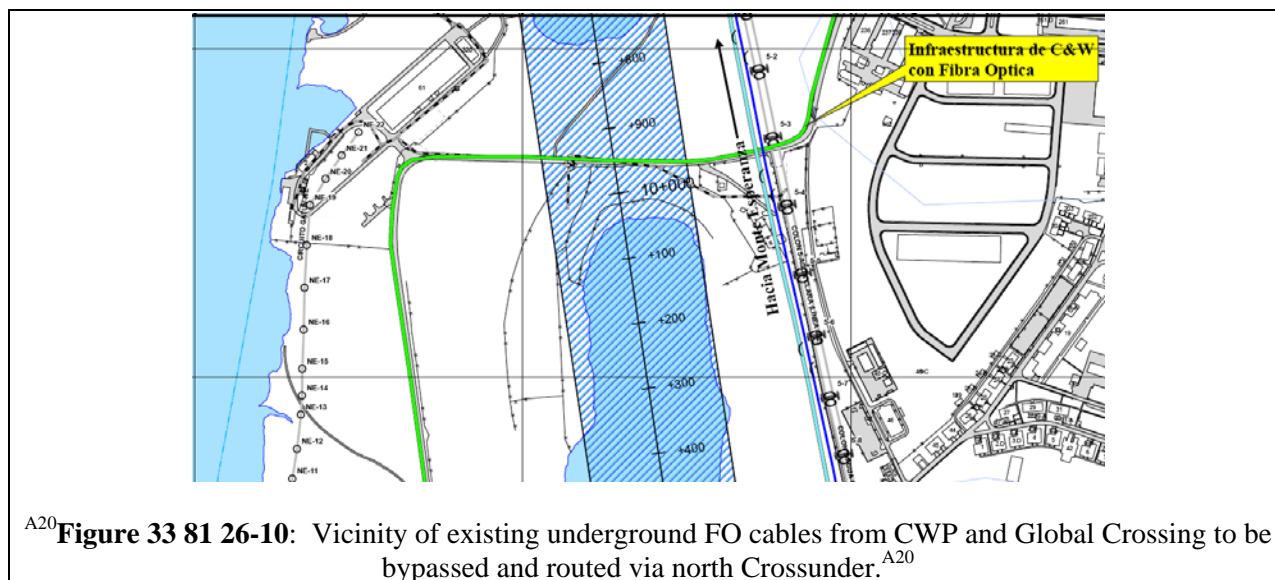 Infraestructura de C&W
con Fibra Optica
+800
+900
10+000
+100
+200
+300
+400
Hacia Monte Esperanza
5-2
5-3
5-4
5-7
NE-22
NE-21
NE-20
NE-19
NE-18
NE-17
NE-16
NE-15
NE-14
NE-13
NE-12
NE-11
61
A20Figure 33 81 26-10: Vicinity of existing underground FO cables from CWP and Global Crossing to be
bypassed and routed via north Crossunder.A20